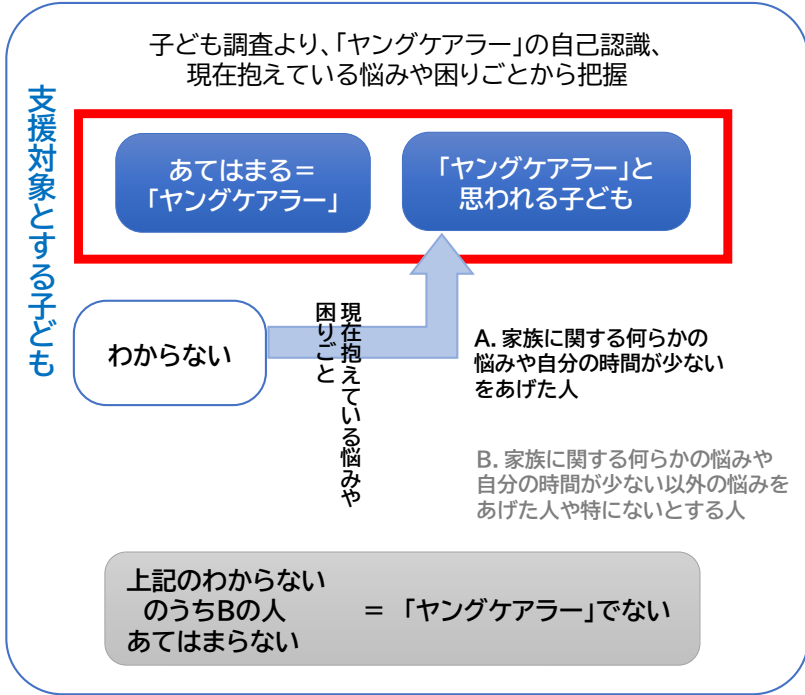 子ども調査より、「ヤングケアラー」の自己認識、
現在抱えている悩みや困りごとから把握
支援対象とする子ども
あてはまる＝
「ヤングケアラー」
「ヤングケアラー」と
思われる子ども
わからない
現在抱えている悩みや
困りごと
A. 家族に関する何らかの
悩みや自分の時間が少ない
をあげた人
B. 家族に関する何らかの悩みや
自分の時間が少ない以外の悩みを
あげた人や特にないとする人
上記のわからない
のうちBの人
あてはまらない
＝ 「ヤングケアラー」でない